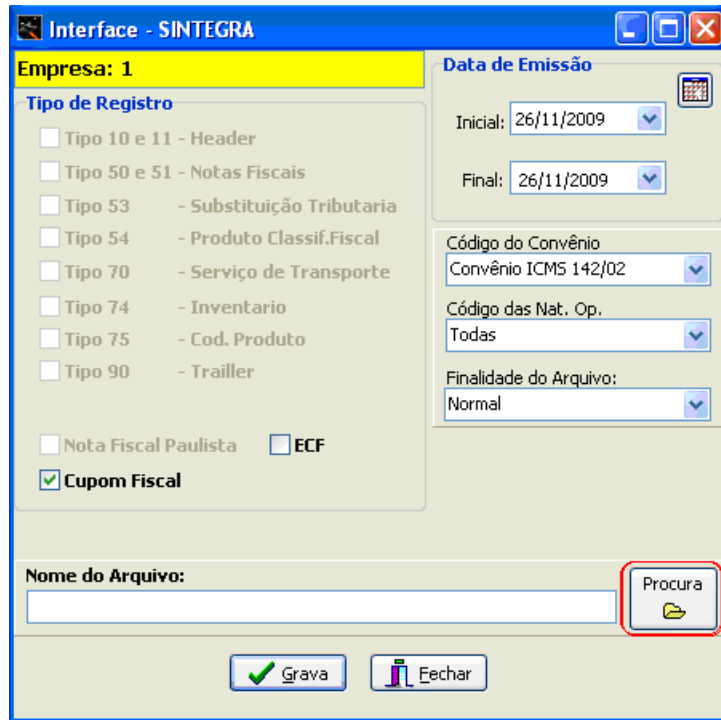 Interface - SINTEGRA
Empresa: 1
Tipo de Registro
Tipo 10 e 11 - Header
Tipo 50 e 51 - Notas Fiscais
Tipo 53 - Substituição Tributaria
Tipo 54 - Produto Classif.Fiscal
Tipo 70 - Serviço de Transporte
Tipo 74 - Inventario
Tipo 75 - Cod. Produto
Tipo 90 - Trailler
Nota Fiscal Paulista ECF
Cupom Fiscal
Data de Emissão
Inicial: 26/11/2009
Final: 26/11/2009
Código do Convênio
Convênio ICMS 142/02
Código das Nat. Op.
Todas
Finalidade do Arquivo:
Normal
Nome do Arquivo:
Procura
Grava Fechar